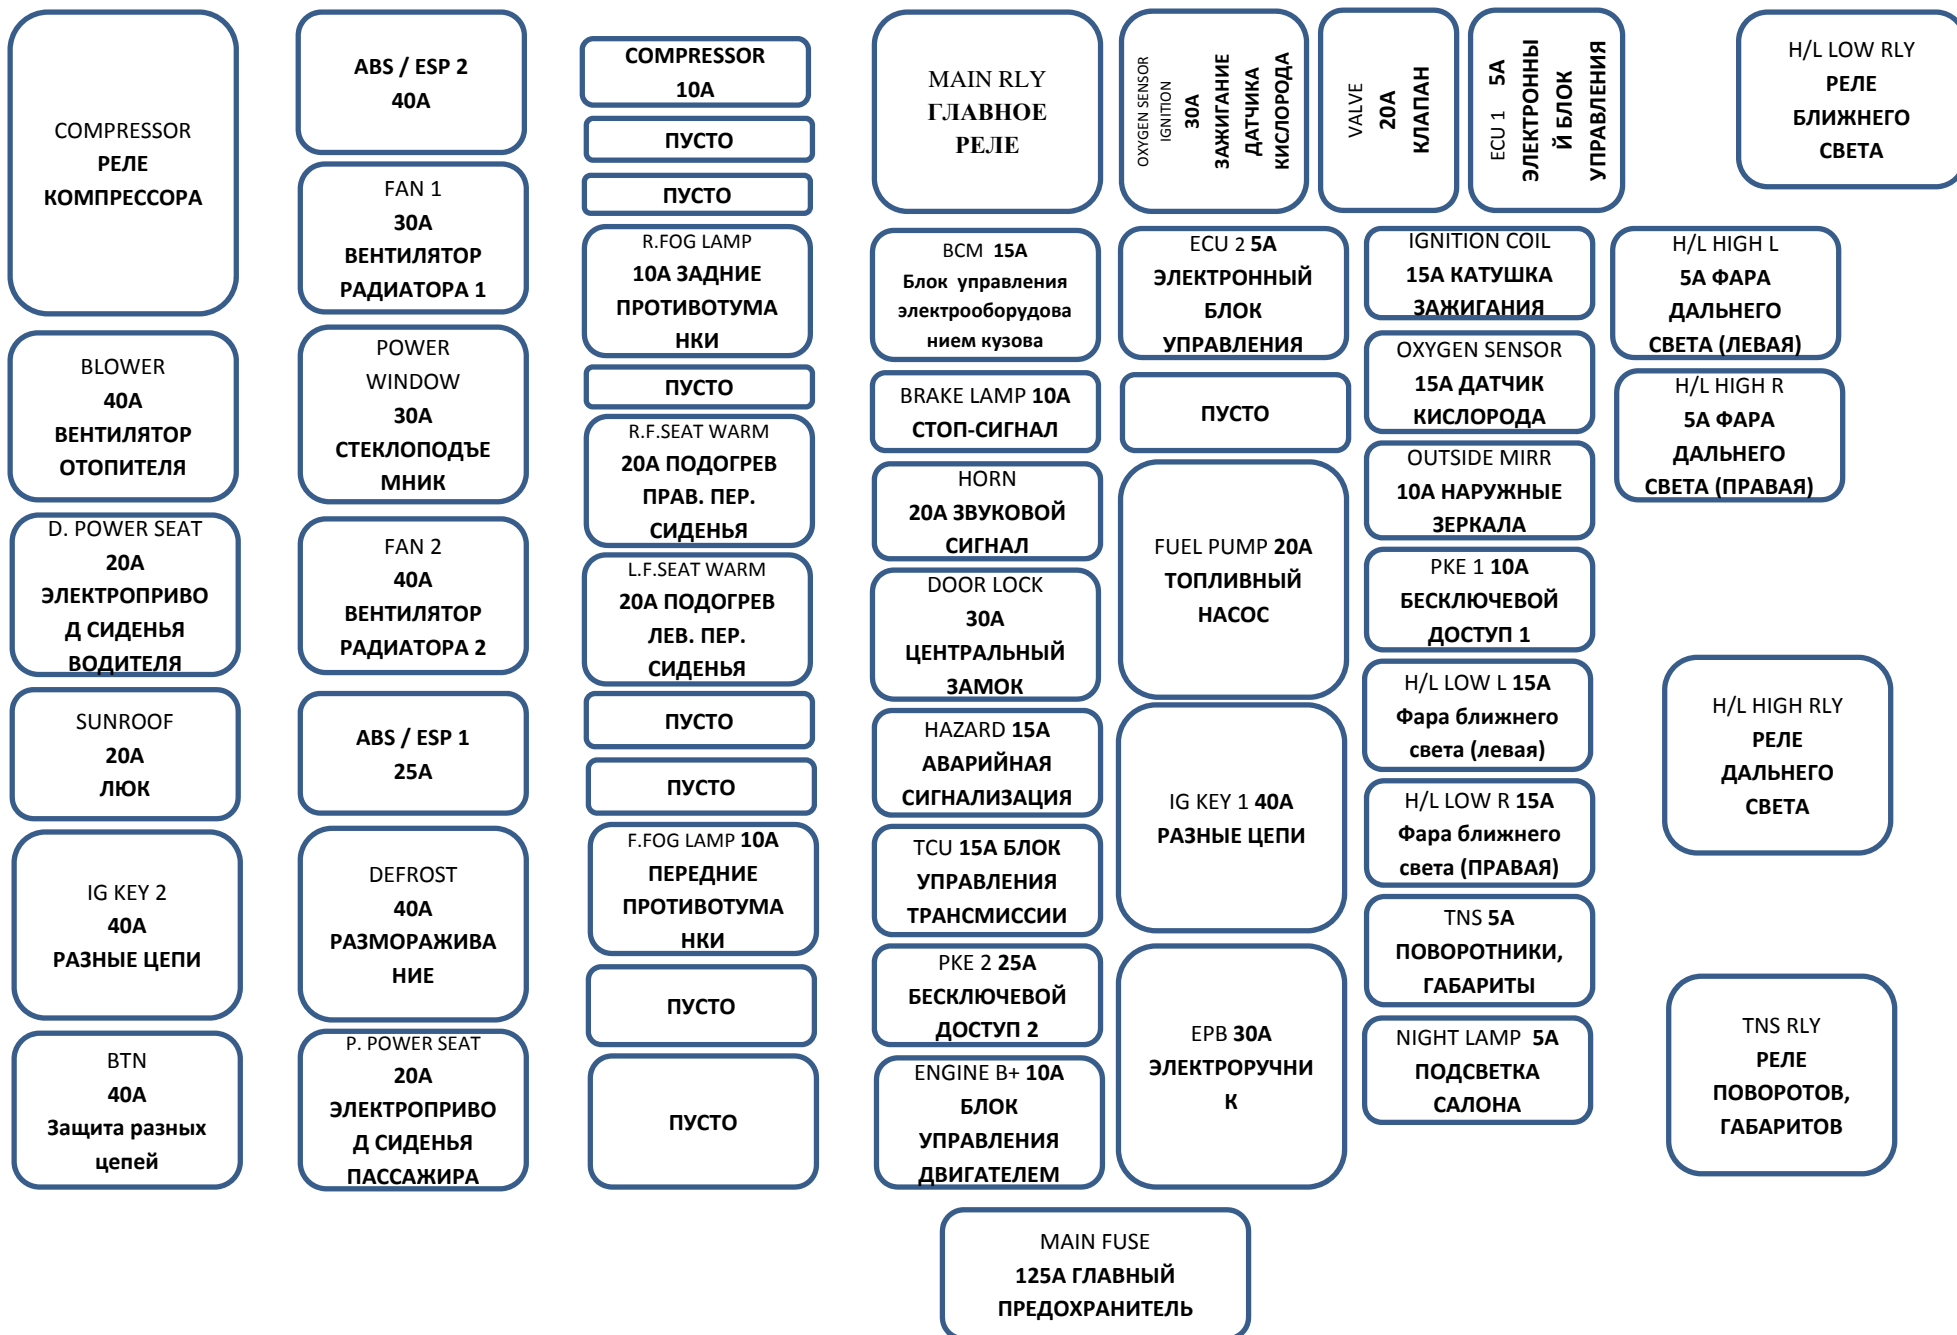 COMPRESSOR
РЕЛЕ
КОМПРЕССОРА
BLOWER
40A
ВЕНТИЛЯТОР
ОТОПИТЕЛЯ
D. POWER SEAT
20A
ЭЛЕКТРОПРИВО
Д СИДЕНЬЯ
ВОДИТЕЛЯ
SUNROOF
20A
ЛЮК
IG KEY 2
40A
РАЗНЫЕ ЦЕПИ
BTN
40A
Защита разных
цепей
ABS / ESP 2
40A
FAN 1
30A
ВЕНТИЛЯТОР
РАДИАТОРА 1
POWER
WINDOW
30A
СТЕКЛОПОДЪЕ
МНИК
FAN 2
40A
ВЕНТИЛЯТОР
РАДИАТОРА 2
ABS / ESP 1
25A
DEFROST
40A
РАЗМОРАЖИВА
НИЕ
P. POWER SEAT
20A
ЭЛЕКТРОПРИВО
Д СИДЕНЬЯ
ПАССАЖИРА
COMPRESSOR
10A
ПУСТО
ПУСТО
R.FOG LAMP
10A ЗАДНИЕ
ПРОТИВОТУМА
НКИ
ПУСТО
R.F.SEAT WARM
20A ПОДОГРЕВ
ПРАВ. ПЕР.
СИДЕНЬЯ
L.F.SEAT WARM
20A ПОДОГРЕВ
ЛЕВ. ПЕР.
СИДЕНЬЯ
ПУСТО
ПУСТО
F.FOG LAMP 10A
ПЕРЕДНИЕ
ПРОТИВОТУМА
НКИ
ПУСТО
ПУСТО
MAIN RLY
ГЛАВНОЕ
РЕЛЕ
BCM 15A
Блок управления
электрооборудова
нием кузова
BRAKE LAMP 10A
СТОП-СИГНАЛ
HORN
20A ЗВУКОВОЙ
СИГНАЛ
DOOR LOCK
30A
ЦЕНТРАЛЬНЫЙ
ЗАМОК
HAZARD 15A
АВАРИЙНАЯ
СИГНАЛИЗАЦИЯ
TCU 15A БЛОК
УПРАВЛЕНИЯ
ТРАНСМИССИИ
PKE 2 25A
БЕСКЛЮЧЕВОЙ
ДОСТУП 2
ENGINE B+ 10A
БЛОК
УПРАВЛЕНИЯ
ДВИГАТЕЛЕМ
OXYGEN SENSOR
IGNITION
30A
ЗАЖИГАНИЕ
ДАТЧИКА
КИСЛОРОДА
VALVE
20A
КЛАПАН
ECU 1 5A
ЭЛЕКТРОННЫ
Й БЛОК
УПРАВЛЕНИЯ
ECU 2 5A
ЭЛЕКТРОННЫЙ
БЛОК
УПРАВЛЕНИЯ
ПУСТО
FUEL PUMP 20A
ТОПЛИВНЫЙ
НАСОС
IG KEY 1 40A
РАЗНЫЕ ЦЕПИ
EPB 30A
ЭЛЕКТРОРУЧНИ
К
IGNITION COIL
15A КАТУШКА
ЗАЖИГАНИЯ
OXYGEN SENSOR
15A ДАТЧИК
КИСЛОРОДА
OUTSIDE MIRR
10A НАРУЖНЫЕ
ЗЕРКАЛА
PKE 1 10A
БЕСКЛЮЧЕВОЙ
ДОСТУП 1
H/L LOW L 15A
Фара ближнего
света (левая)
H/L LOW R 15A
Фара ближнего
света (ПРАВАЯ)
TNS 5A
ПОВОРОТНИКИ,
ГАБАРИТЫ
NIGHT LAMP 5A
ПОДСВЕТКА
САЛОНА
H/L LOW RLY
РЕЛЕ
БЛИЖНЕГО
СВЕТА
H/L HIGH L
5A ФАРА
ДАЛЬНЕГО
СВЕТА (ЛЕВАЯ)
H/L HIGH R
5A ФАРА
ДАЛЬНЕГО
СВЕТА (ПРАВАЯ)
H/L HIGH RLY
РЕЛЕ
ДАЛЬНЕГО
СВЕТА
TNS RLY
РЕЛЕ
ПОВОРОТОВ,
ГАБАРИТОВ
MAIN FUSE
125A ГЛАВНЫЙ
ПРЕДОХРАНИТЕЛЬ